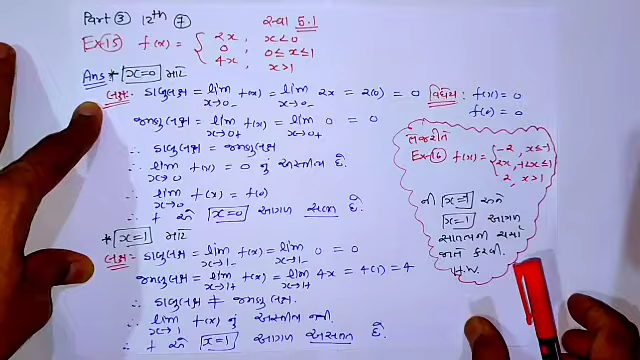 Part ③ 12th ⑦ સ્વા 5.1
Ex-15 f(x) = { 2x, x<0
0, 0≤x≤1
4x, x>1
Ans * x=0 માટે
લક્ષ: ડાબુલક્ષ = lim x→0- f(x) = lim x→0- 2x = 2(0) = 0
વિધેય: f(x) = 0
f(0) = 0
જમણુલક્ષ = lim x→0+ f(x) = lim x→0+ 0 = 0
∴ ડાબુલક્ષ = જમણુલક્ષ
∴ lim x→0 f(x) = 0 નું અસ્તિત્વ છે.
∴ lim x→0 f(x) = f(0)
∴ f એ x=0 આગળ સતત છે.
* x=1 માટે
લક્ષ: ડાબુલક્ષ = lim x→1- f(x) = lim x→1- 0 = 0
જમણુલક્ષ = lim x→1+ f(x) = lim x→1+ 4x = 4(1) = 4
∴ ડાબુલક્ષ ≠ જમણુલક્ષ.
∴ lim x→1 f(x) નું અસ્તિત્વ નથી.
∴ f એ x=1 આગળ અસતત છે.
તેજરીતે
Ex-16 f(x) = { -2, x≤-1
2x, -1<x≤1
2, x>1
ની x=-1 અને
x=1 આગળ
સાતત્યની ચર્ચા
જાતે કરવી.
H.W.